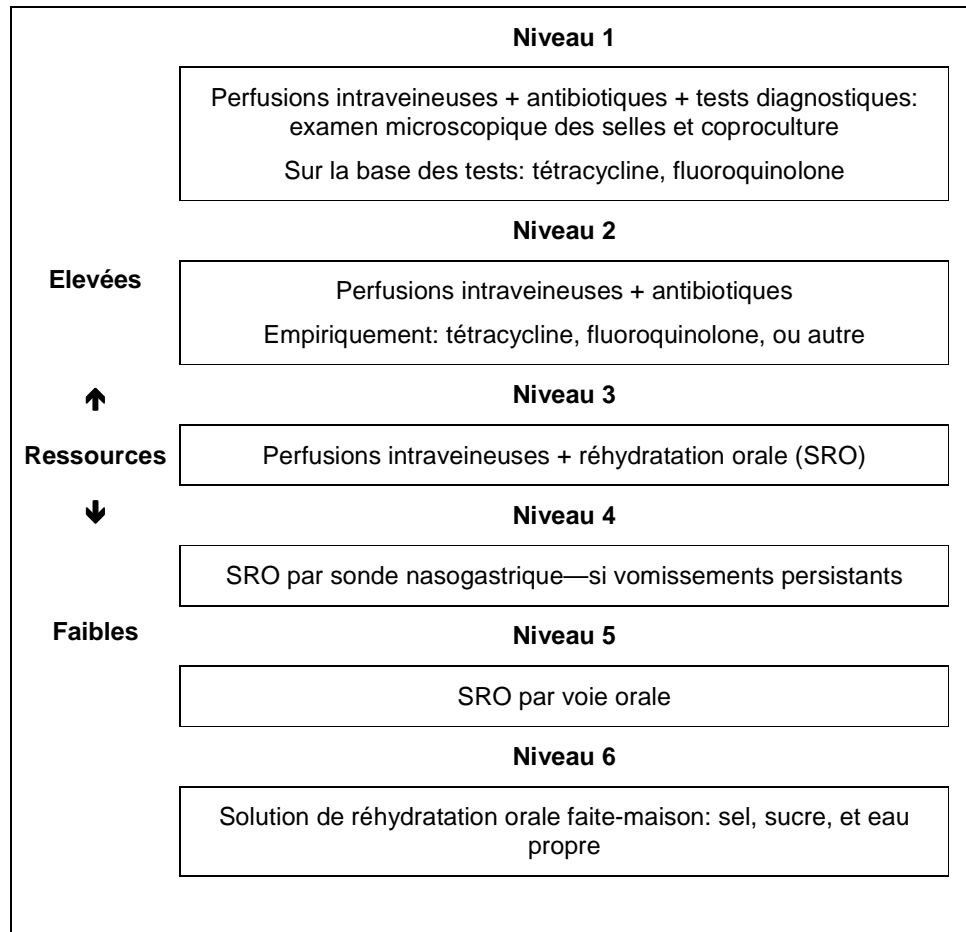 Niveau 1
Perfusions intraveineuses + antibiotiques + tests diagnostiques:
examen microscopique des selles et coproculture
Sur la base des tests: tétracycline, fluoroquinolone
Niveau 2
Elevées
Perfusions intraveineuses + antibiotiques
Empiriquement: tétracycline, fluoroquinolone, ou autre
Niveau 3
Ressources
Perfusions intraveineuses + réhydratation orale (SRO)
Niveau 4
SRO par sonde nasogastrique—si vomissements persistants
Faibles
Niveau 5
SRO par voie orale
Niveau 6
Solution de réhydratation orale faite-maison: sel, sucre, et eau
propre